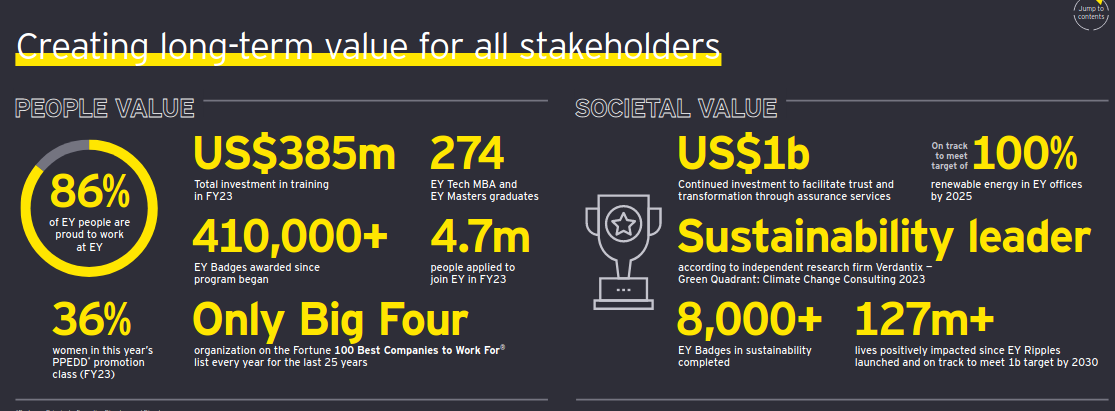 Jump to
contents
Creating long-term value for all stakeholders
PEOPLE VALUE
86%
of EY people are
proud to work
at EY
US$385m
Total investment in training
in FY23
274
EY Tech MBA and
EY Masters graduates
410,000+
EY Badges awarded since
program began
4.7m
people applied to
join EY in FY23
36%
women in this year's
PPEDD* promotion
class (FY23)
Only Big Four
organization on the Fortune 100 Best Companies to Work For®
list every year for the last 25 years
SOCIETAL VALUE
US$1b
Continued investment to facilitate trust and
transformation through assurance services
On track
to meet
target of
100%
renewable energy in EY offices
by 2025
Sustainability leader
according to independent research firm Verdantix —
Green Quadrant: Climate Change Consulting 2023
8,000+
EY Badges in sustainability
completed
127m+
lives positively impacted since EY Ripples
launched and on track to meet 1b target by 2030